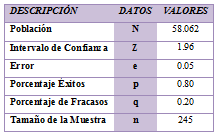 DESCRIPCIÓN DATOS VALORES
Población N 58.062
Intervalo de Confianza Z 1.96
Error e 0.05
Porcentaje Éxitos p 0.80
Porcentaje de Fracasos q 0.20
Tamaño de la Muestra n 245